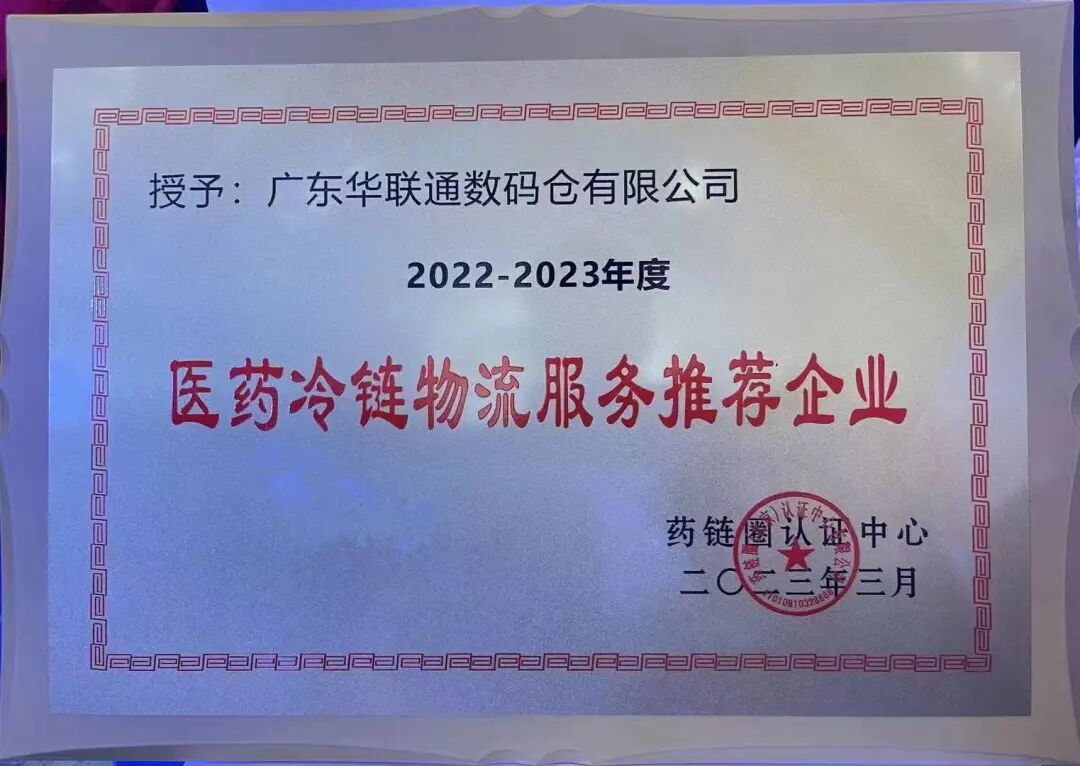 授予：广东华联通数码仓有限公司
2022-2023年度
医药冷链物流服务推荐企业
药链圈认证中心
二〇二三年三月